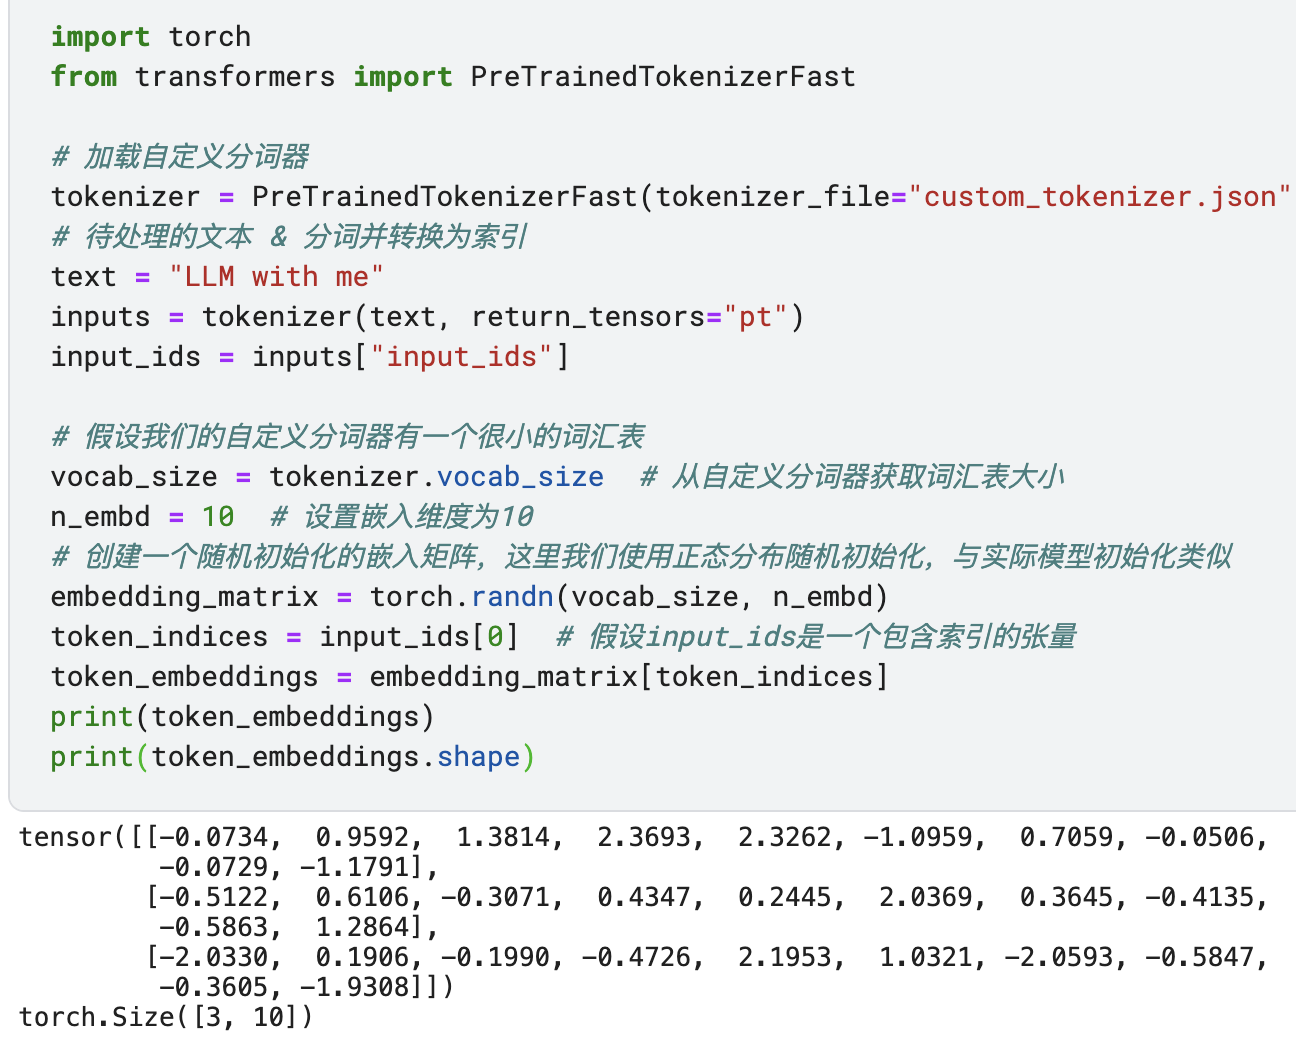 import torch
from transformers import PreTrainedTokenizerFast
# 加载自定义分词器
tokenizer = PreTrainedTokenizerFast(tokenizer_file="custom_tokenizer.json"
# 待处理的文本 & 分词并转换为索引
text = "LLM with me"
inputs = tokenizer(text, return_tensors="pt")
input_ids = inputs["input_ids"]
# 假设我们的自定义分词器有一个很小的词汇表
vocab_size = tokenizer.vocab_size  # 从自定义分词器获取词汇表大小
n_embd = 10  # 设置嵌入维度为10
# 创建一个随机初始化的嵌入矩阵，这里我们使用正态分布随机初始化，与实际模型初始化类似
embedding_matrix = torch.randn(vocab_size, n_embd)
token_indices = input_ids[0]  # 假设input_ids是一个包含索引的张量
token_embeddings = embedding_matrix[token_indices]
print(token_embeddings)
print(token_embeddings.shape)
tensor([[-0.0734,  0.9592,  1.3814,  2.3693,  2.3262, -1.0959,  0.7059, -0.0506,
         -0.0729, -1.1791],
        [-0.5122,  0.6106, -0.3071,  0.4347,  0.2445,  2.0369,  0.3645, -0.4135,
         -0.5863,  1.2864],
        [-2.0330,  0.1906, -0.1990, -0.4726,  2.1953,  1.0321, -2.0593, -0.5847,
         -0.3605, -1.9308]])
torch.Size([3, 10])